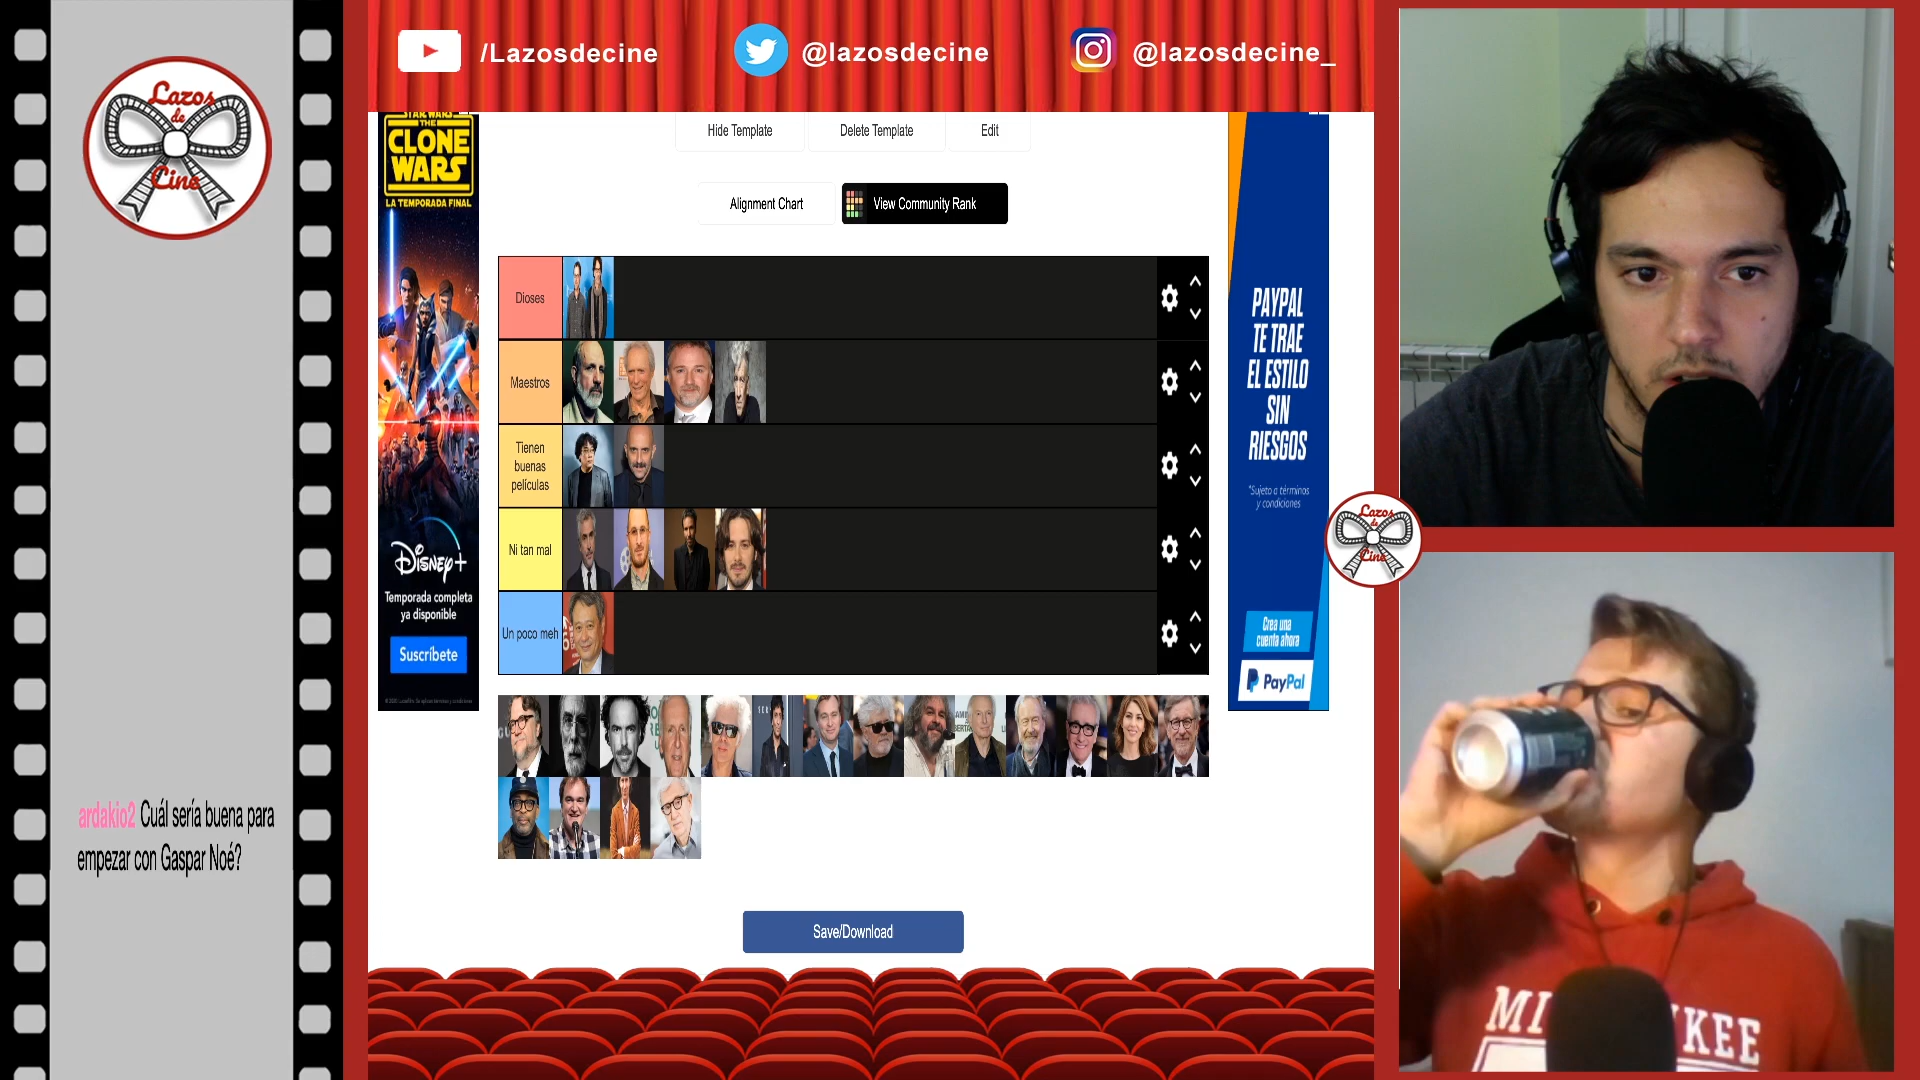 Lazos
de
Cine
ardakio2 Cuál sería buena para
empezar con Gaspar Noé?
/Lazosdecine
@lazosdecine
@lazosdecine_
STAR WARS
THE
CLONE
WARS
LA TEMPORADA FINAL
Disney+
Temporada completa
ya disponible
Suscríbete
Hide Template
Delete Template
Edit
Alignment Chart
View Community Rank
Dioses
Maestros
Tienen
buenas
películas
Ni tan mal
Un poco meh
Save/Download
PAYPAL
TE TRAE
EL ESTILO
SIN
RIESGOS
*Sujeto a términos
y condiciones
Crea una
cuenta ahora
PayPal
Lazos
de
Cine
MI KEE